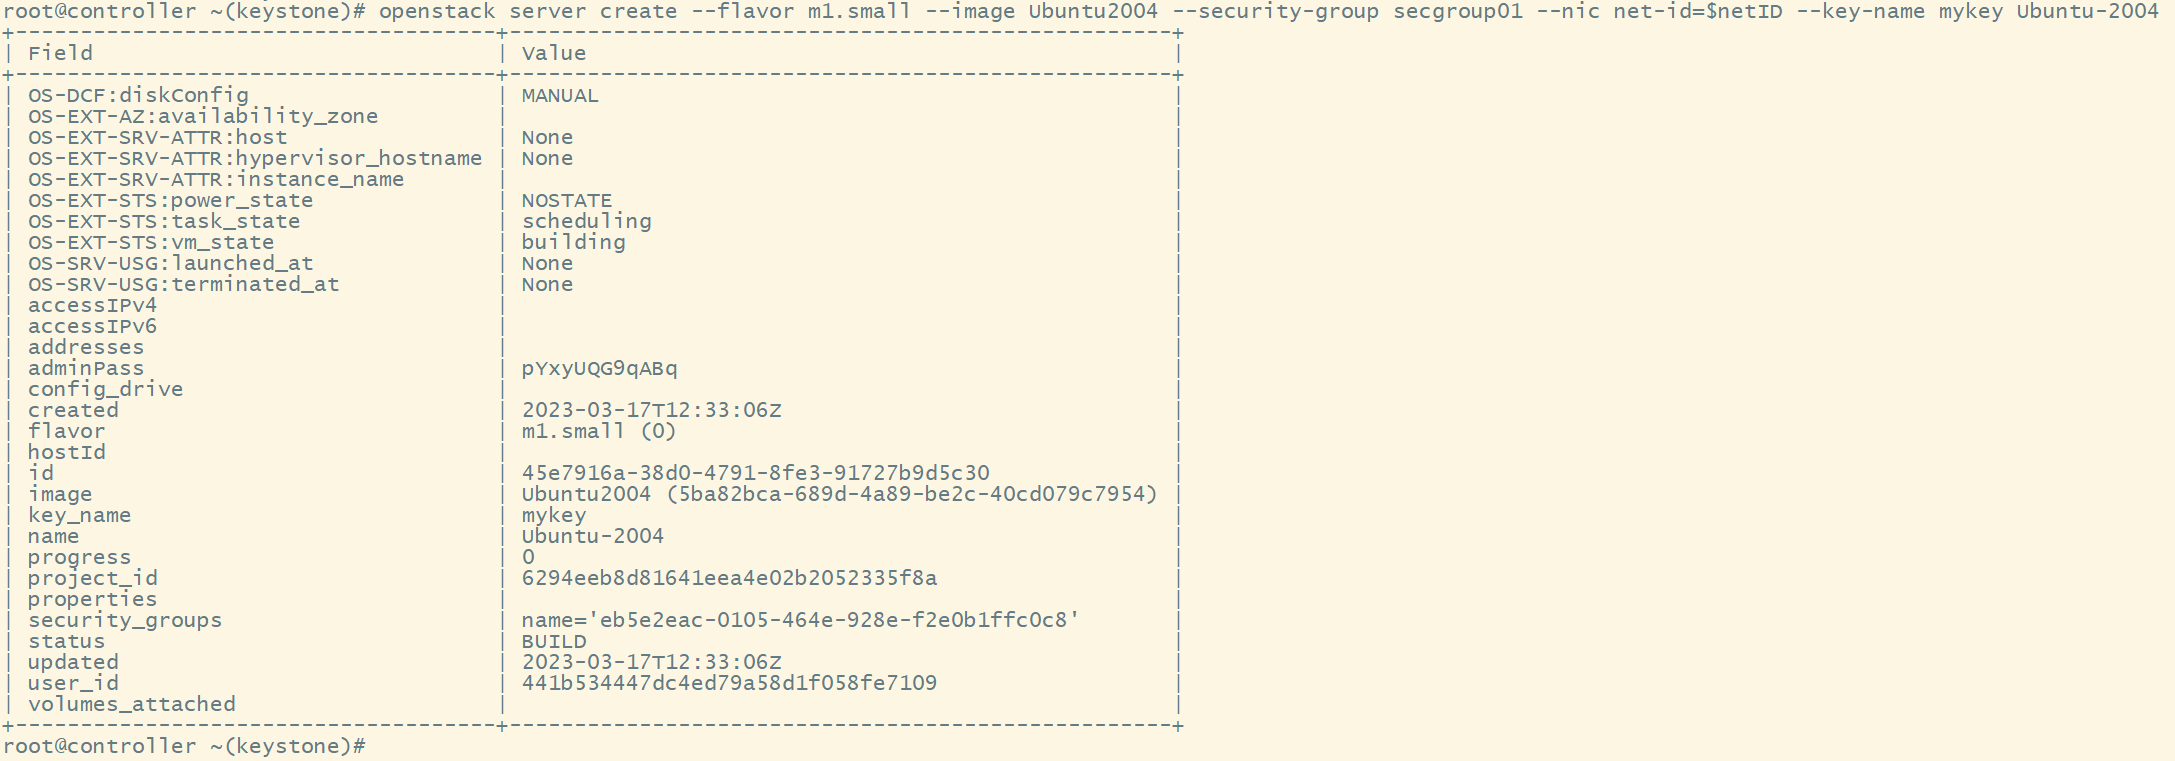 root@controller ~(keystone)# openstack server create --flavor m1.small --image Ubuntu2004 --security-group secgroup01 --nic net-id=$netID --key-name mykey Ubuntu-2004
+-------------------------------------+---------------------------------------------------+
| Field                               | Value                                             |
+-------------------------------------+---------------------------------------------------+
| OS-DCF:diskConfig                   | MANUAL                                            |
| OS-EXT-AZ:availability_zone         |                                                   |
| OS-EXT-SRV-ATTR:host                | None                                              |
| OS-EXT-SRV-ATTR:hypervisor_hostname | None                                              |
| OS-EXT-SRV-ATTR:instance_name       |                                                   |
| OS-EXT-STS:power_state              | NOSTATE                                           |
| OS-EXT-STS:task_state               | scheduling                                        |
| OS-EXT-STS:vm_state                 | building                                          |
| OS-SRV-USG:launched_at              | None                                              |
| OS-SRV-USG:terminated_at            | None                                              |
| accessIPv4                          |                                                   |
| accessIPv6                          |                                                   |
| addresses                           |                                                   |
| adminPass                           | pYxyUQG9qABq                                      |
| config_drive                        |                                                   |
| created                             | 2023-03-17T12:33:06Z                              |
| flavor                              | m1.small (0)                                      |
| hostId                              |                                                   |
| id                                  | 45e7916a-38d0-4791-8fe3-91727b9d5c30              |
| image                               | Ubuntu2004 (5ba82bca-689d-4a89-be2c-40cd079c7954) |
| key_name                            | mykey                                             |
| name                                | Ubuntu-2004                                       |
| progress                            | 0                                                 |
| project_id                          | 6294eeb8d81641eea4e02b2052335f8a                  |
| properties                          |                                                   |
| security_groups                     | name='eb5e2eac-0105-464e-928e-f2e0b1ffc0c8'       |
| status                              | BUILD                                             |
| updated                             | 2023-03-17T12:33:06Z                              |
| user_id                             | 441b534447dc4ed79a58d1f058fe7109                  |
| volumes_attached                    |                                                   |
+-------------------------------------+---------------------------------------------------+
root@controller ~(keystone)#